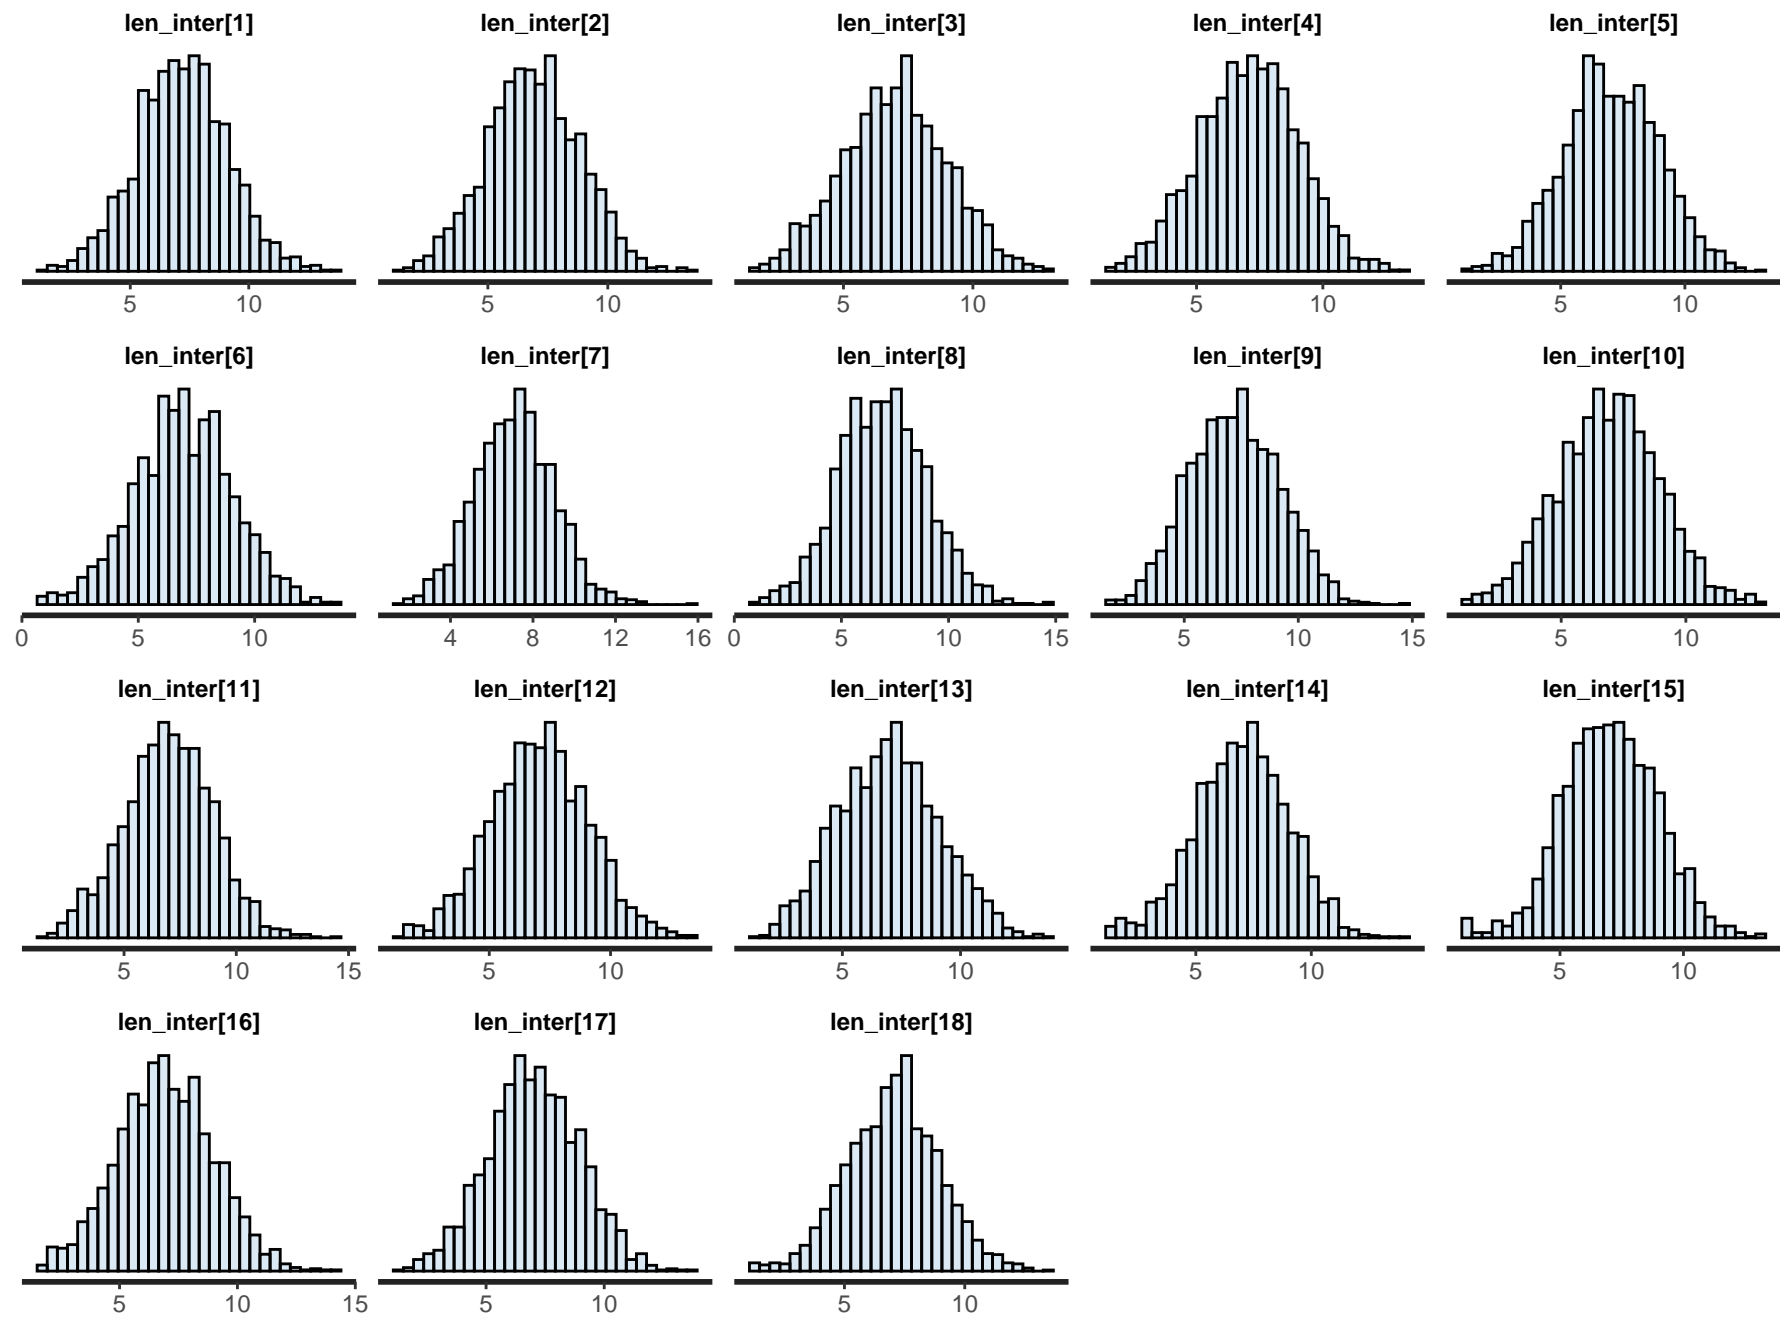 len_inter[1] len_inter[2] len_inter[3] len_inter[4] len_inter[5]
5 10 5 10 5 10 5 10 5 10
len_inter[6] len_inter[7] len_inter[8] len_inter[9] len_inter[10]
0 5 10 4 8 12 16 0 5 10 15 5 10 15 5 10
len_inter[11] len_inter[12] len_inter[13] len_inter[14] len_inter[15]
5 10 15 5 10 5 10 5 10 5 10
len_inter[16] len_inter[17] len_inter[18]
5 10 15 5 10 5 10